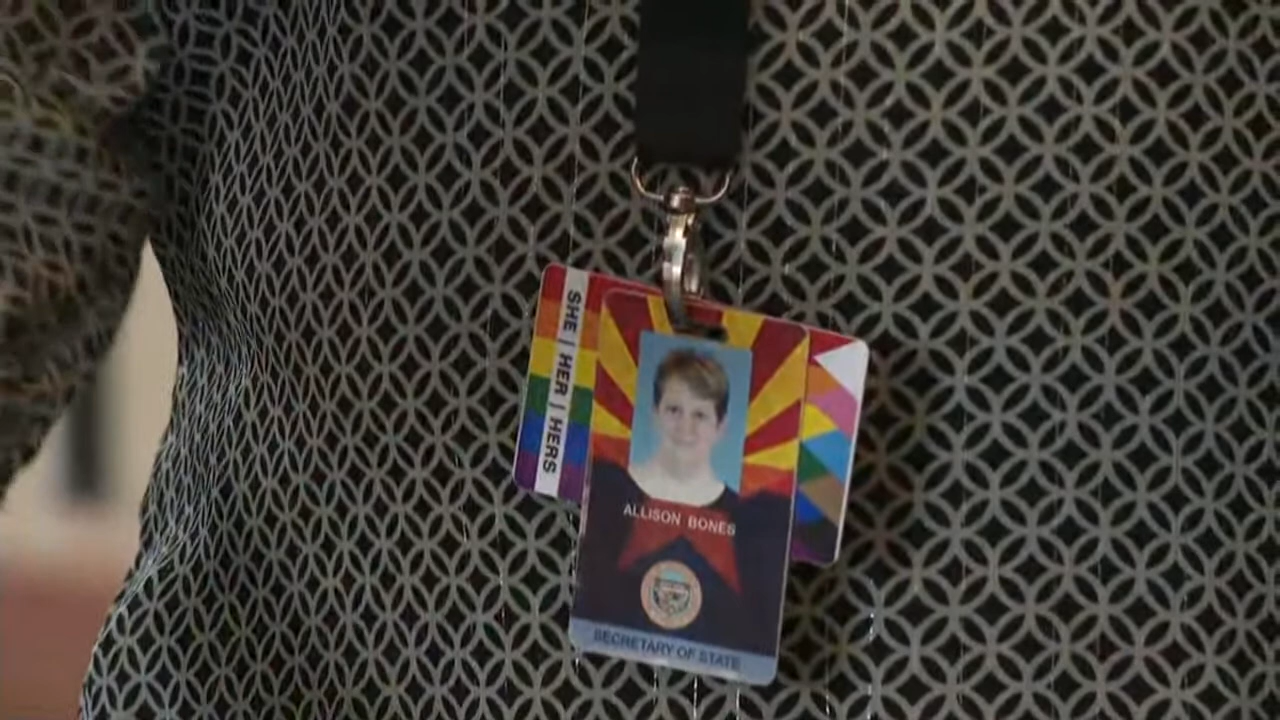 SHE | HER | HERS
ALLISON BONES
SECRETARY OF STATE